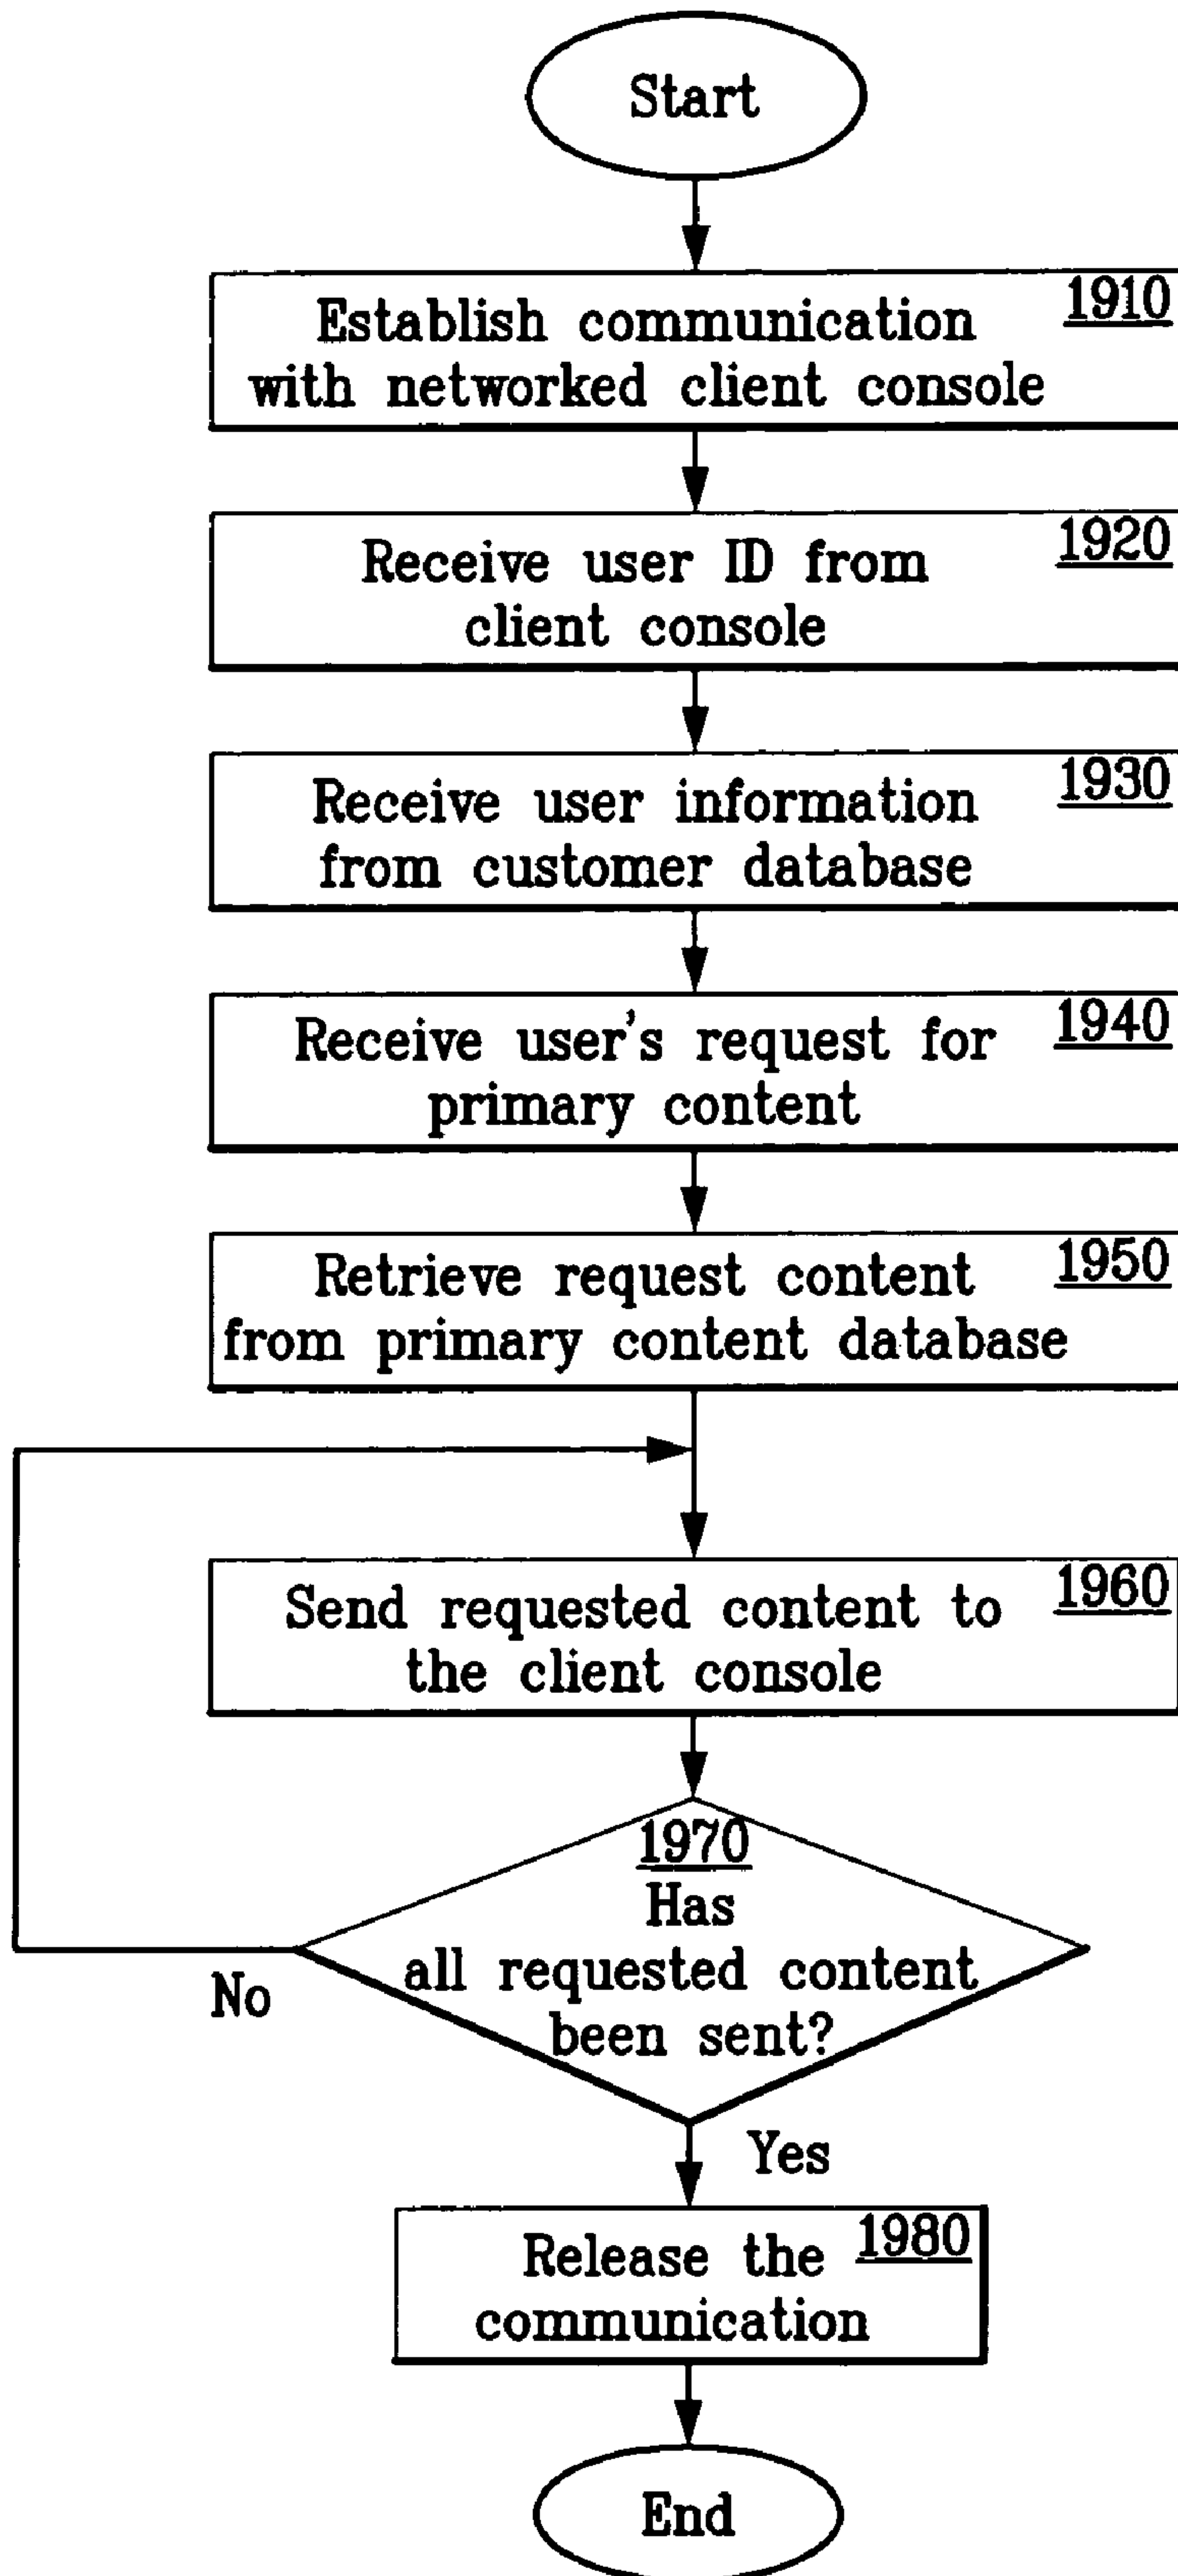 Start
1910
Establish communication
with networked client console
1920
Receive user ID from
client console
1930
Receive user information
from customer database
1940
Receive user's request for
primary content
1950
Retrieve request content
from primary content database
1960
Send requested content to
the client console
1970
Has
all requested content
been sent?
No
Yes
1980
Release the
communication
End